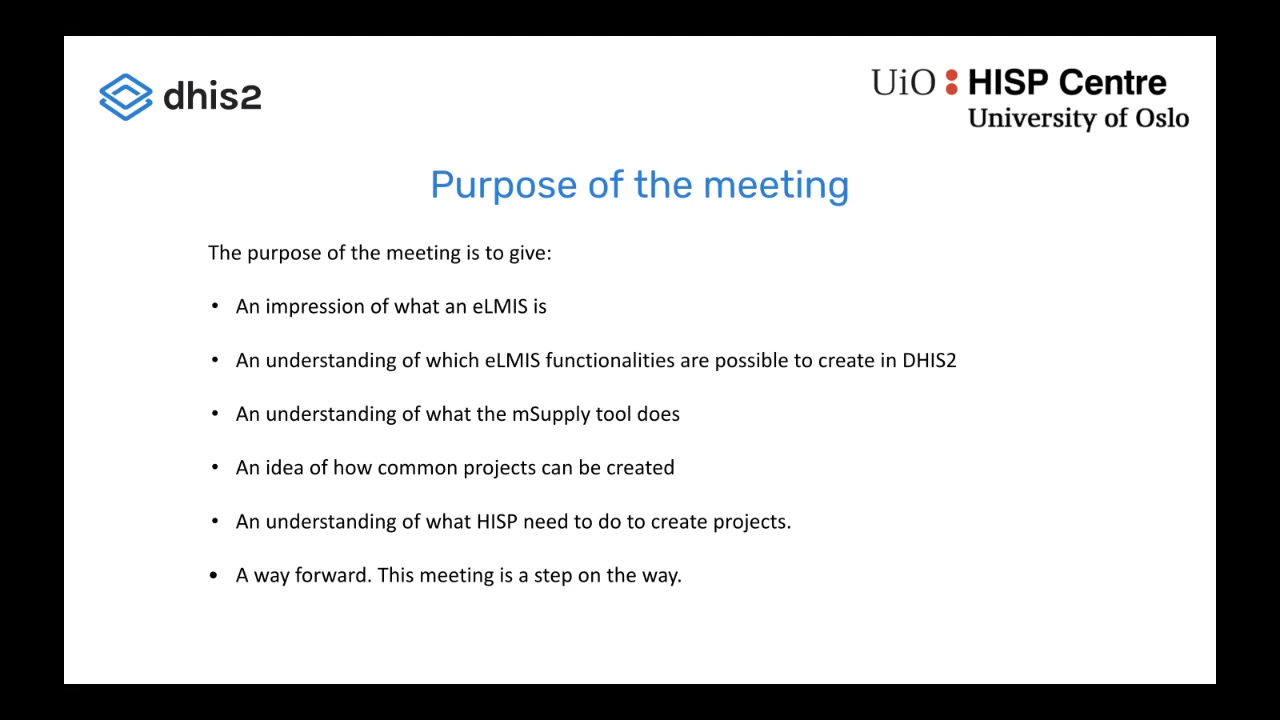 dhis2
UiO : HISP Centre
University of Oslo
Purpose of the meeting
The purpose of the meeting is to give:
• An impression of what an eLMIS is
• An understanding of which eLMIS functionalities are possible to create in DHIS2
• An understanding of what the mSupply tool does
• An idea of how common projects can be created
• An understanding of what HISP need to do to create projects.
• A way forward. This meeting is a step on the way.